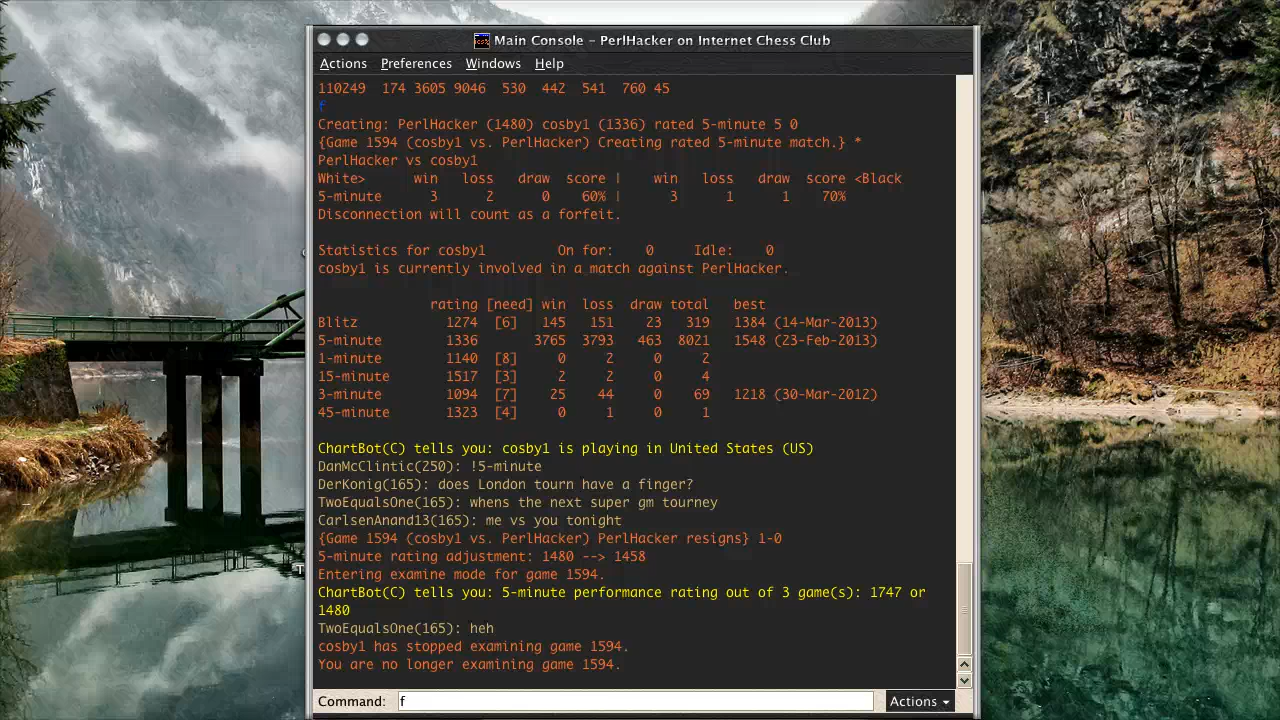 Main Console – PerlHacker on Internet Chess Club
Actions Preferences Windows Help
110249 174 3605 9046 530 442 541 760 45
f
Creating: PerlHacker (1480) cosby1 (1336) rated 5-minute 5 0
{Game 1594 (cosby1 vs. PerlHacker) Creating rated 5-minute match.} *
PerlHacker vs cosby1
White> win loss draw score | win loss draw score <Black
5-minute 3 2 0 60% | 3 1 1 70%
Disconnection will count as a forfeit.
Statistics for cosby1 On for: 0 Idle: 0
cosby1 is currently involved in a match against PerlHacker.
rating [need] win loss draw total best
Blitz 1274 [6] 145 151 23 319 1384 (14-Mar-2013)
5-minute 1336 3765 3793 463 8021 1548 (23-Feb-2013)
1-minute 1140 [8] 0 2 0 2
15-minute 1517 [3] 2 2 0 4
3-minute 1094 [7] 25 44 0 69 1218 (30-Mar-2012)
45-minute 1323 [4] 0 1 0 1
ChartBot(C) tells you: cosby1 is playing in United States (US)
DanMcClintic(250): !5-minute
DerKonig(165): does London tourn have a finger?
TwoEqualsOne(165): whens the next super gm tourney
CarlsenAnand13(165): me vs you tonight
{Game 1594 (cosby1 vs. PerlHacker) PerlHacker resigns} 1-0
5-minute rating adjustment: 1480 --> 1458
Entering examine mode for game 1594.
ChartBot(C) tells you: 5-minute performance rating out of 3 game(s): 1747 or
1480
TwoEqualsOne(165): heh
cosby1 has stopped examining game 1594.
You are no longer examining game 1594.
Command: f Actions